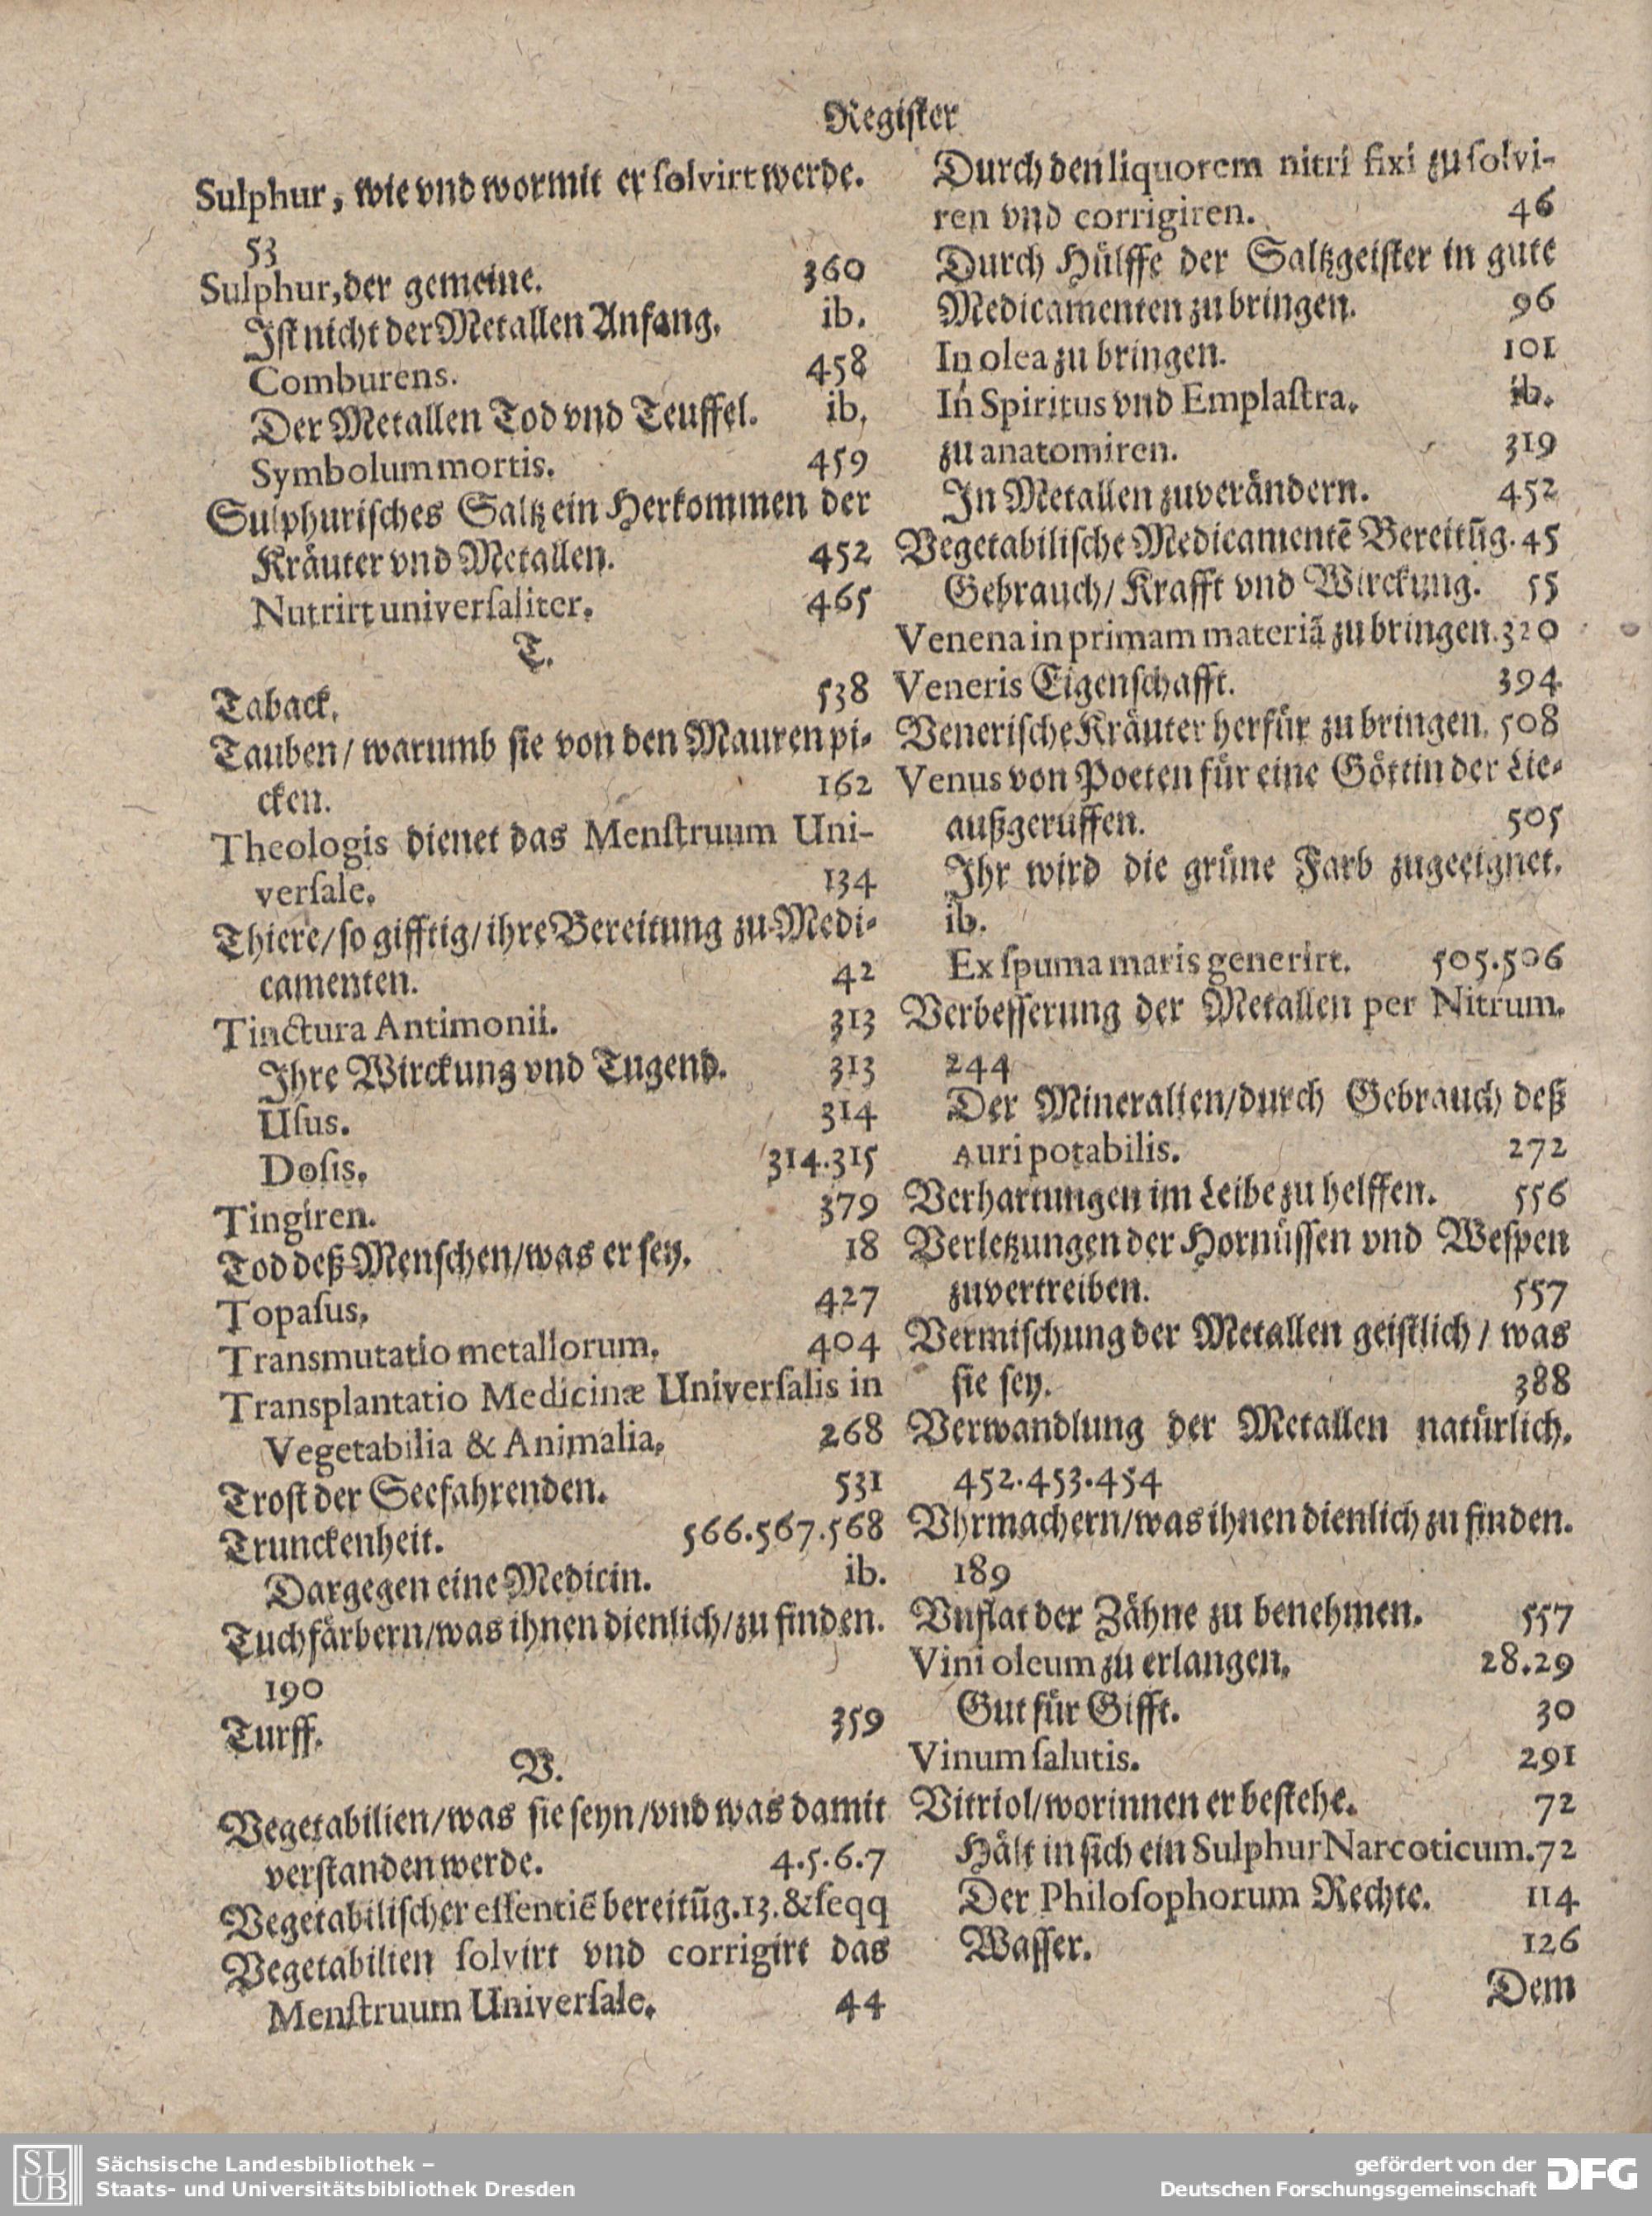 Register
Sulphur, wie vnd wormit er solvirt werde.
53
Sulphur, der gemeine. 360
Ist nicht der Metallen Anfang. ib.
Comburens. 458
Der Metallen Tod vnd Teuffel. ib.
Symbolum mortis. 459
Sulphurisches Saltz ein Herkommen der
Kräuter vnd Metallen. 452
Nutrirt universaliter. 465
T.
Taback. 538
Tauben/ warumb sie von den Mauren pi-
cken. 162
Theologis dienet das Menstruum Uni-
versale. 134
Thiere/ so gifftig/ ihre Bereitung zu Medi-
camenten. 42
Tinctura Antimonii. 313
Ihre Wirckung vnd Tugend. 313
Usus. 314
Dosis. 314.315
Tingiren. 379
Tod deß Menschen/ was er sey. 18
Topasus. 427
Transmutatio metallorum. 404
Transplantatio Medicinæ Universalis in
Vegetabilia & Animalia. 268
Trost der Seefahrenden. 531
Trunckenheit. 566.567.568
Dargegen eine Medicin. ib.
Tuchfärbern/ was ihnen dienlich/ zu finden.
190
Turff. 359
V.
Vegetabilien/ was sie seyn/ vnd was damit
verstanden werde. 4.5.6.7
Vegetabilischer essentiē bereitūg. 13. & seqq
Vegetabilien solvirt vnd corrigirt das
Menstruum Universale. 44
Durch den liquorem nitri fixi zu solvi-
ren vnd corrigiren. 46
Durch Hülffe der Saltzgeister in gute
Medicamenten zu bringen. 96
In olea zu bringen. 101
In Spiritus vnd Emplastra. ib.
zu anatomiren. 319
In Metallen zuverändern. 452
Vegetabilische Medicamentē Bereitūg. 45
Gebrauch/ Krafft vnd Wirckung. 55
Venena in primam materiā zu bringen. 320
Veneris Eigenschafft. 394
Venerische Kräuter herfür zu bringen. 508
Venus von Poeten für eine Göttin der Lie-
außgeruffen. 505
Ihr wird die grüne Farb zugeeignet.
ib.
Ex spuma maris generirt. 505.506
Verbesserung der Metallen per Nitrum.
244
Der Mineralien/ durch Gebrauch deß
Auri potabilis. 272
Verhartungen im Leibe zu helffen. 556
Verletzungen der Hornüssen vnd Wespen
zuvertreiben. 557
Vermischung der Metallen geistlich/ was
sie sey. 388
Verwandlung der Metallen natürlich.
452.453.454
Vhrmachern/ was ihnen dienlich zu finden.
189
Vnflat der Zähne zu benehmen. 557
Vini oleum zu erlangen. 28.29
Gut für Gifft. 30
Vinum salutis. 291
Vitriol/ worinnen er bestehe. 72
Hält in sich ein Sulphur Narcoticum. 72
Der Philosophorum Rechte. 114
Wasser. 126
Dem
SLUB
Sächsische Landesbibliothek –
Staats- und Universitätsbibliothek Dresden
gefördert von der
Deutschen Forschungsgemeinschaft
DFG